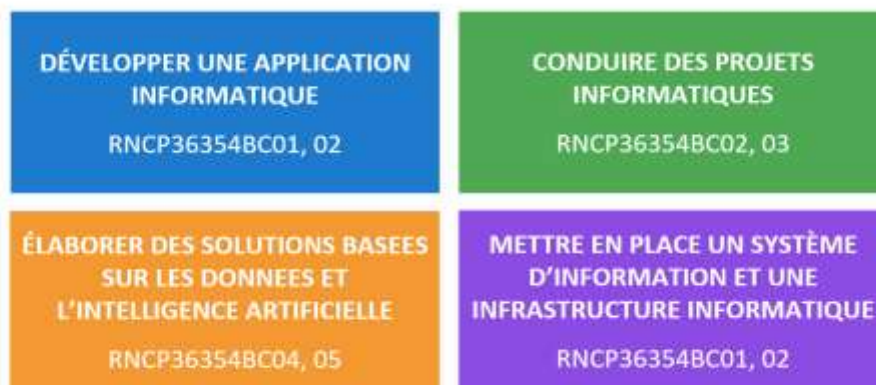 DÉVELOPPER UNE APPLICATION
INFORMATIQUE
RNCP36354BC01, 02
CONDUIRE DES PROJETS
INFORMATIQUES
RNCP36354BC02, 03
ÉLABORER DES SOLUTIONS BASEES
SUR LES DONNEES ET
L'INTELLIGENCE ARTIFICIELLE
RNCP36354BC04, 05
METTRE EN PLACE UN SYSTÈME
D'INFORMATION ET UNE
INFRASTRUCTURE INFORMATIQUE
RNCP36354BC01, 02